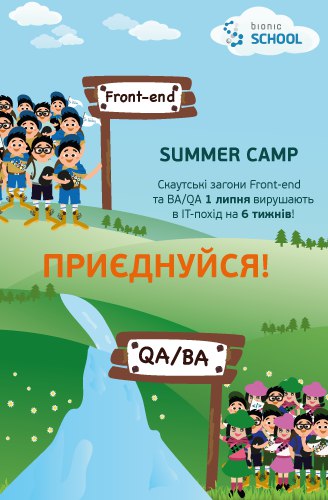 bionic
SCHOOL
Front-end
SUMMER CAMP
Скаутські загони Front-end
та BA/QA 1 липня вирушають
в IT-похід на 6 тижнів!
ПРИЄДНУЙСЯ!
QA/BA